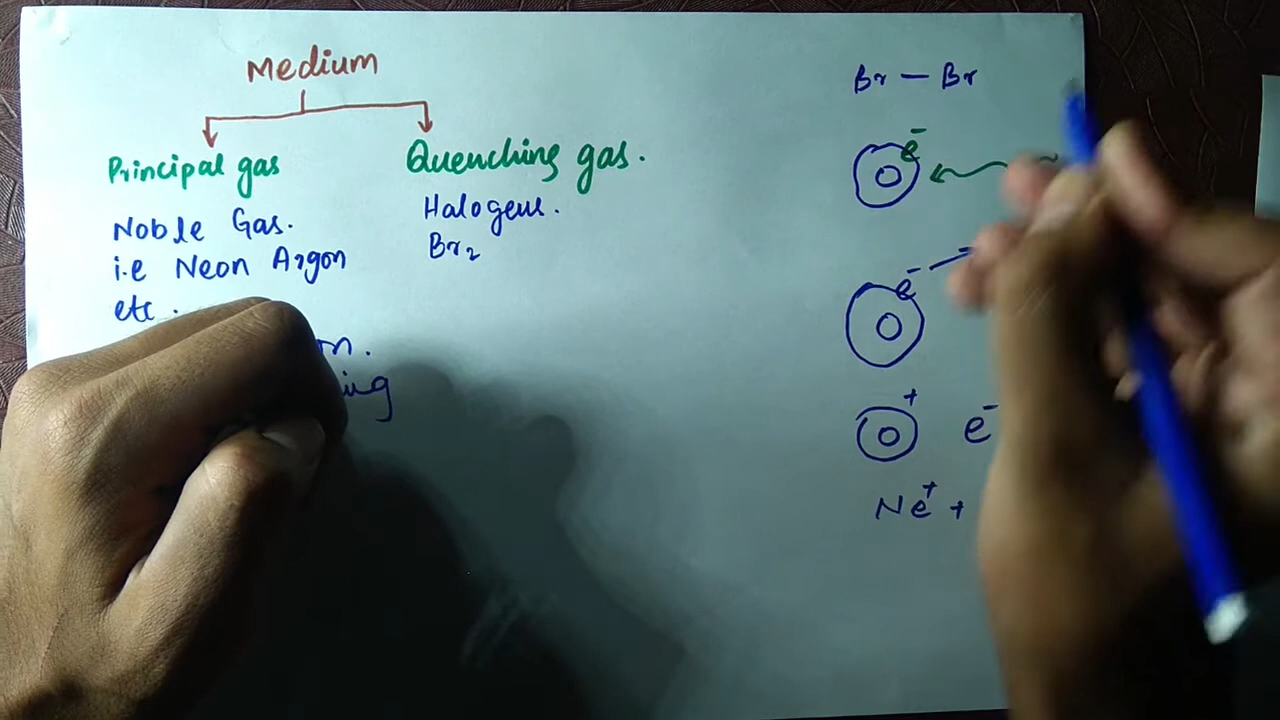 Medium
Principal gas
Quenching gas.
Noble Gas.
i.e Neon Argon
etc.
Halogens.
Br2
Br — Br
e-
e-
+
e-
Ne+ +